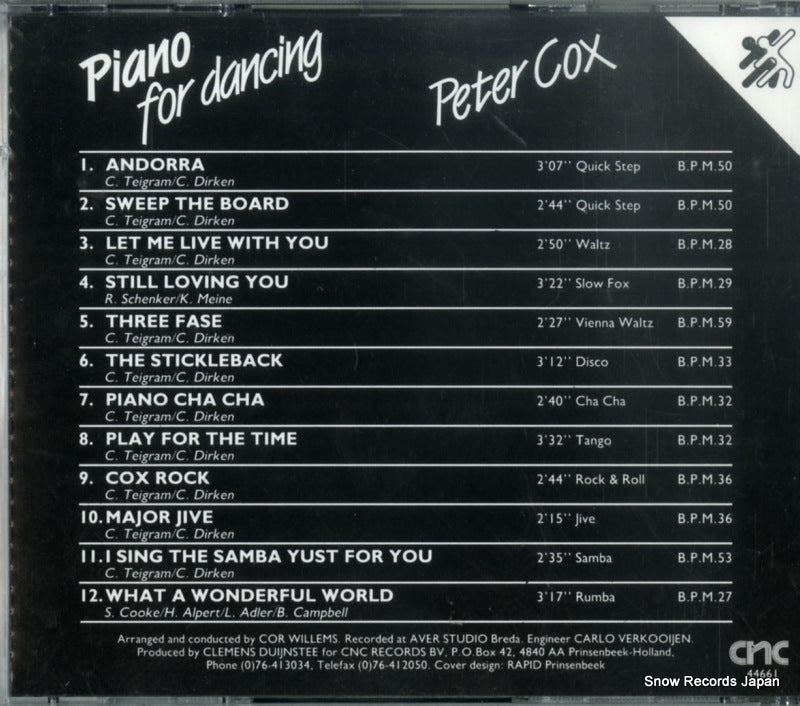 Piano for dancing
Peter Cox
1. ANDORRA 3'07'' Quick Step B.P.M.50
C. Teigram/C. Dirken
2. SWEEP THE BOARD 2'44'' Quick Step B.P.M.50
C. Teigram/C. Dirken
3. LET ME LIVE WITH YOU 2'50'' Waltz B.P.M.28
C. Teigram/C. Dirken
4. STILL LOVING YOU 3'22'' Slow Fox B.P.M.29
R. Schenker/K. Meine
5. THREE FASE 2'27'' Vienna Waltz B.P.M.59
C. Teigram/C. Dirken
6. THE STICKLEBACK 3'12'' Disco B.P.M.33
C. Teigram/C. Dirken
7. PIANO CHA CHA 2'40'' Cha Cha B.P.M.32
C. Teigram/C. Dirken
8. PLAY FOR THE TIME 3'32'' Tango B.P.M.32
C. Teigram/C. Dirken
9. COX ROCK 2'44'' Rock & Roll B.P.M.36
C. Teigram/C. Dirken
10. MAJOR JIVE 2'15'' Jive B.P.M.36
C. Teigram/C. Dirken
11. I SING THE SAMBA YUST FOR YOU 2'35'' Samba B.P.M.53
C. Teigram/C. Dirken
12. WHAT A WONDERFUL WORLD 3'17'' Rumba B.P.M.27
S. Cooke/H. Alpert/L. Adler/B. Campbell
Arranged and conducted by COR WILLEMS. Recorded at AVER STUDIO Breda. Engineer CARLO VERKOOIJEN.
Produced by CLEMENS DUIJNSTEE for CNC RECORDS BV, P.O.Box 42, 4840 AA Prinsenbeek-Holland,
Phone (0)76-413034, Telefax (0)76-412050. Cover design: RAPID Prinsenbeek
cnc
44661
Snow Records Japan